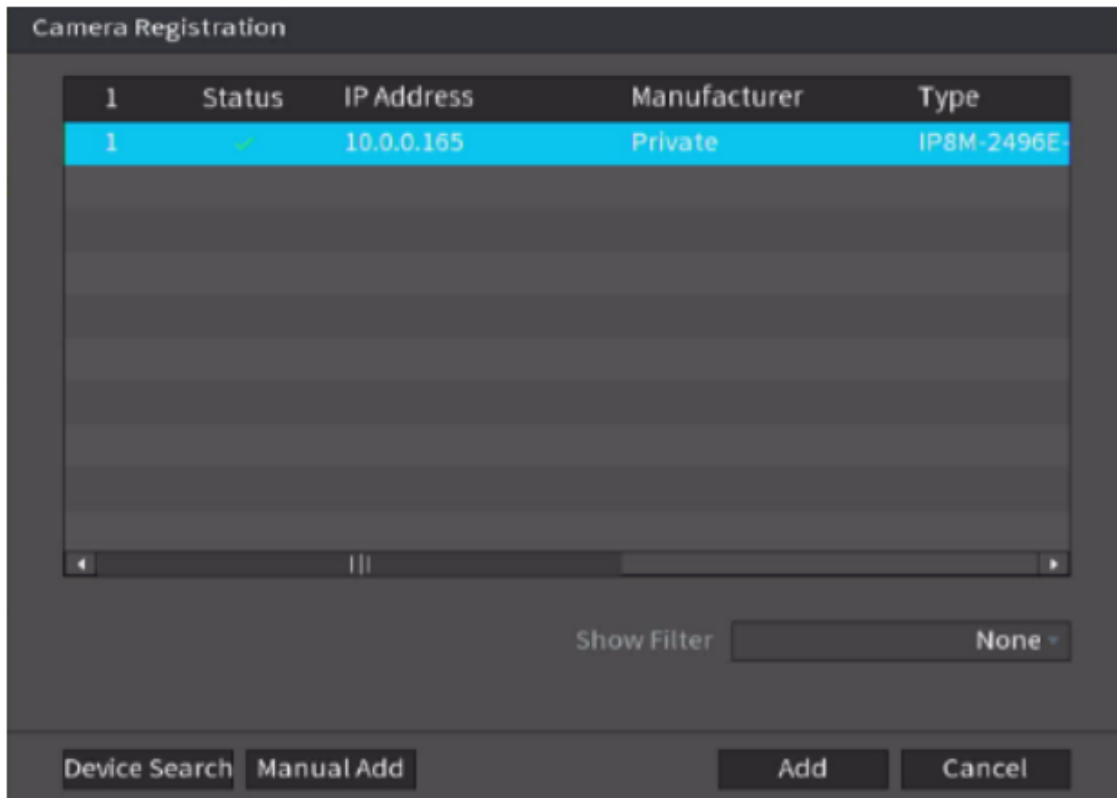 Camera Registration
1 Status IP Address Manufacturer Type
1 10.0.0.165 Private IP8M-2496E-
Show Filter None
Device Search Manual Add Add Cancel